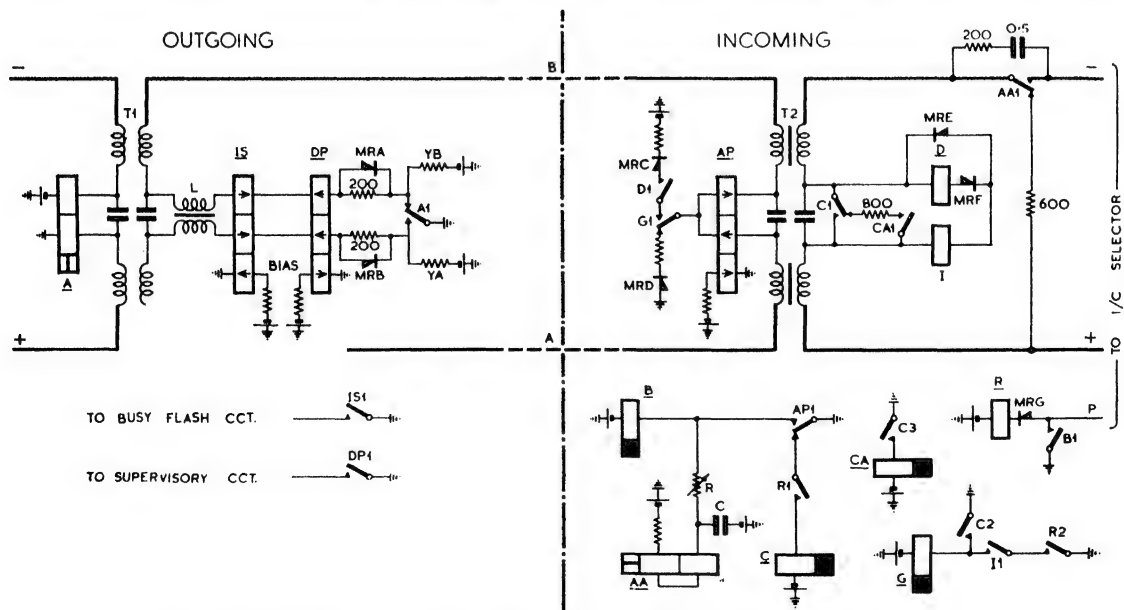 OUTGOING
INCOMING
200
0·5
B
AA1
T1
T2
MRE
IS
DP
MRA
YB
AP
D
MRC
L
200
A1
D1
MRF
C1
800
600
G1
CA1
200
BIAS
MRB
YA
MRD
I
A
A
TO I/C SELECTOR
B
R
MRG
P
TO BUSY FLASH CCT.
IS1
AP1
C3
B1
TO SUPERVISORY CCT.
DP1
CA
R
R1
C
C2
R2
I1
AA
C
G